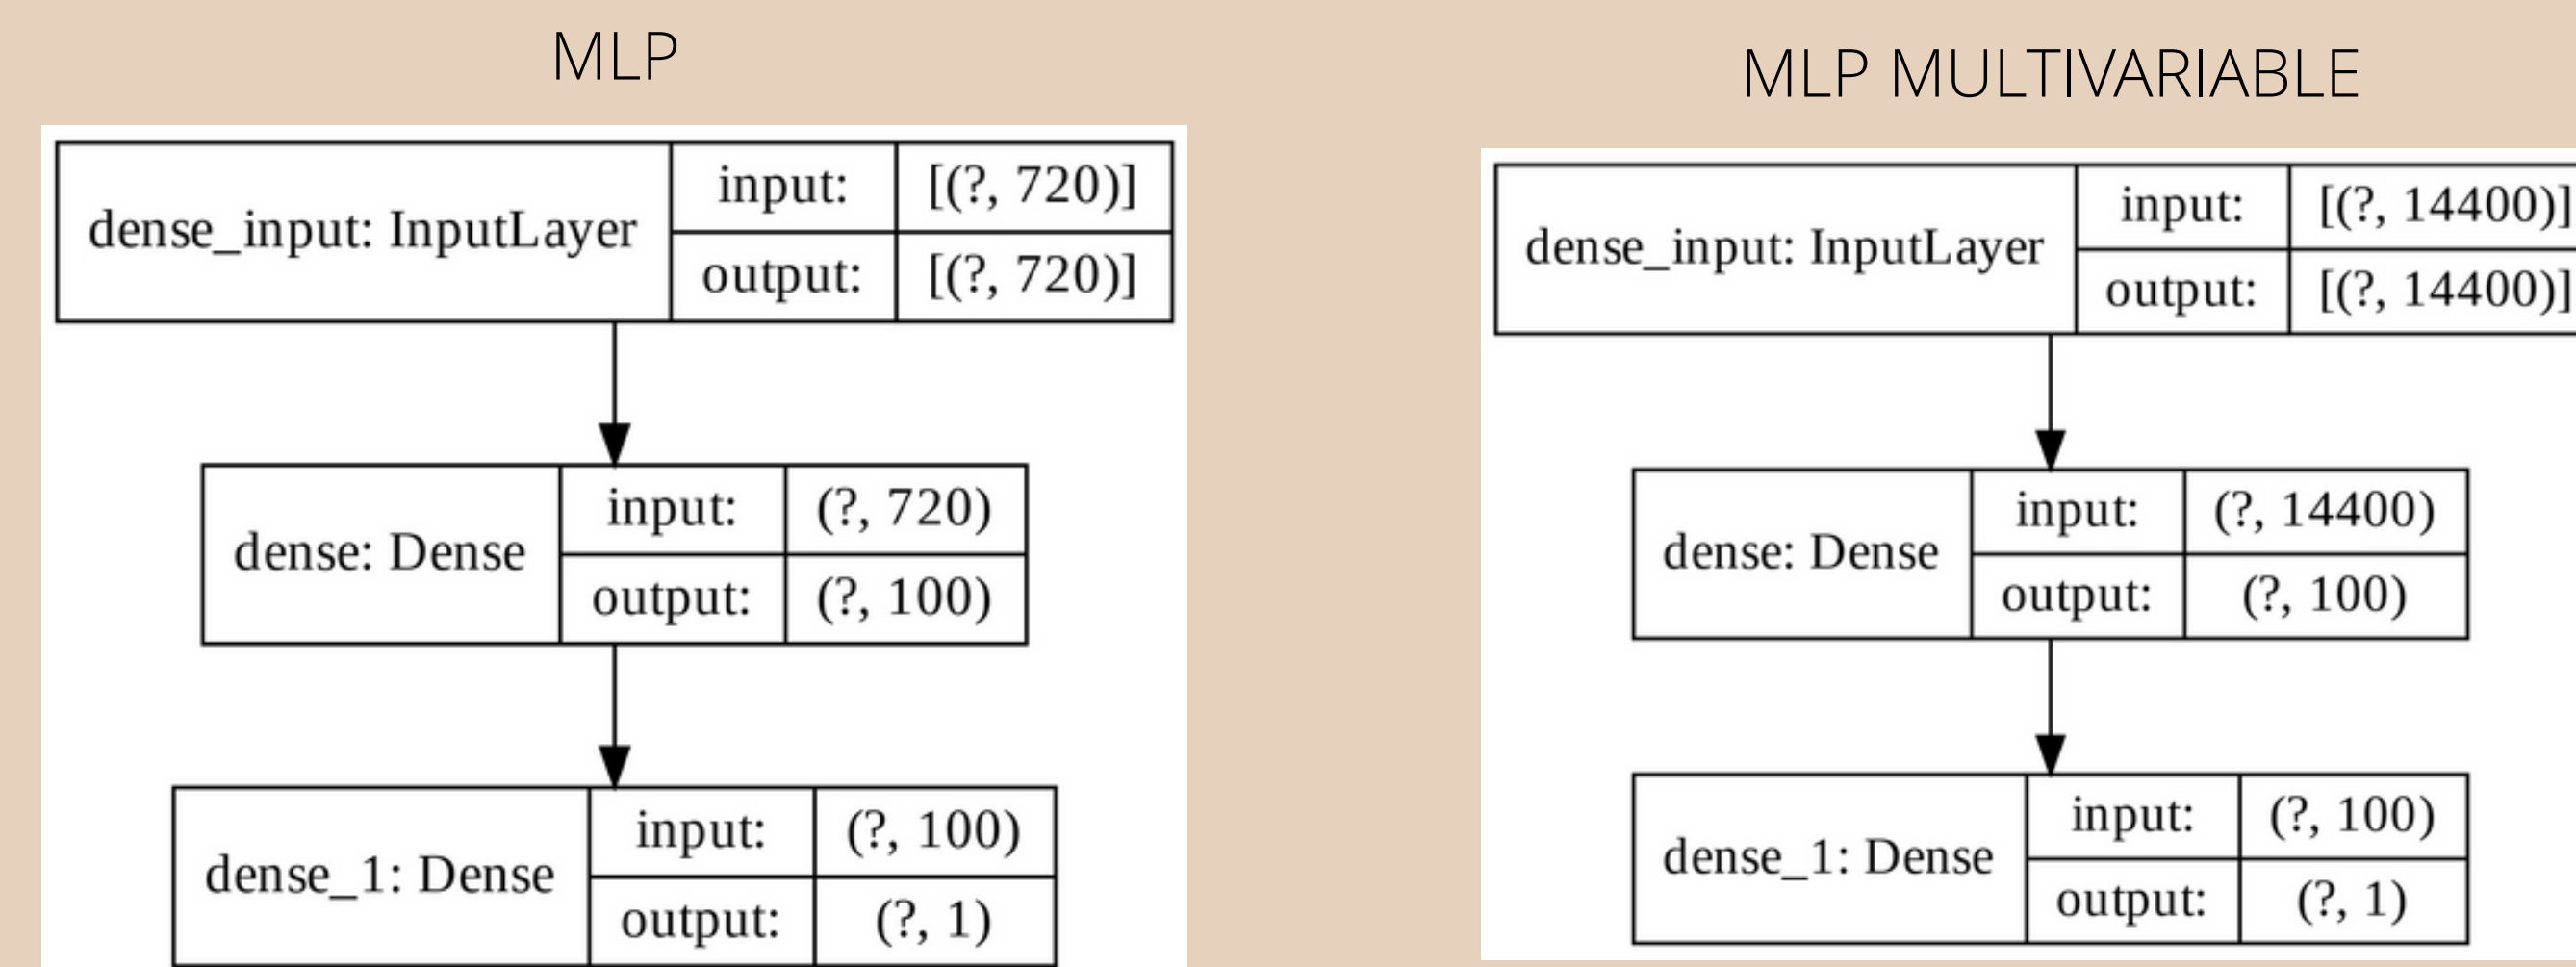 MLP
dense_input: InputLayer
input:
[(?, 720)]
output:
[(?, 720)]
dense: Dense
input:
(?, 720)
output:
(?, 100)
dense_1: Dense
input:
(?, 100)
output:
(?, 1)
MLP MULTIVARIABLE
dense_input: InputLayer
input:
[(?, 14400)]
output:
[(?, 14400)]
dense: Dense
input:
(?, 14400)
output:
(?, 100)
dense_1: Dense
input:
(?, 100)
output:
(?, 1)